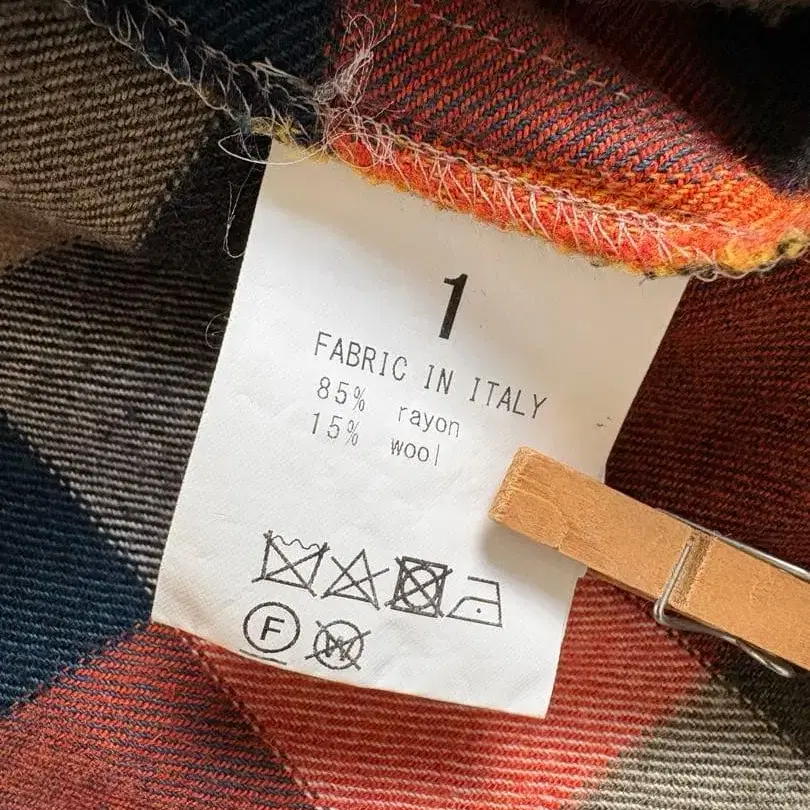 1
FABRIC IN ITALY
85% rayon
15% wool
F
W